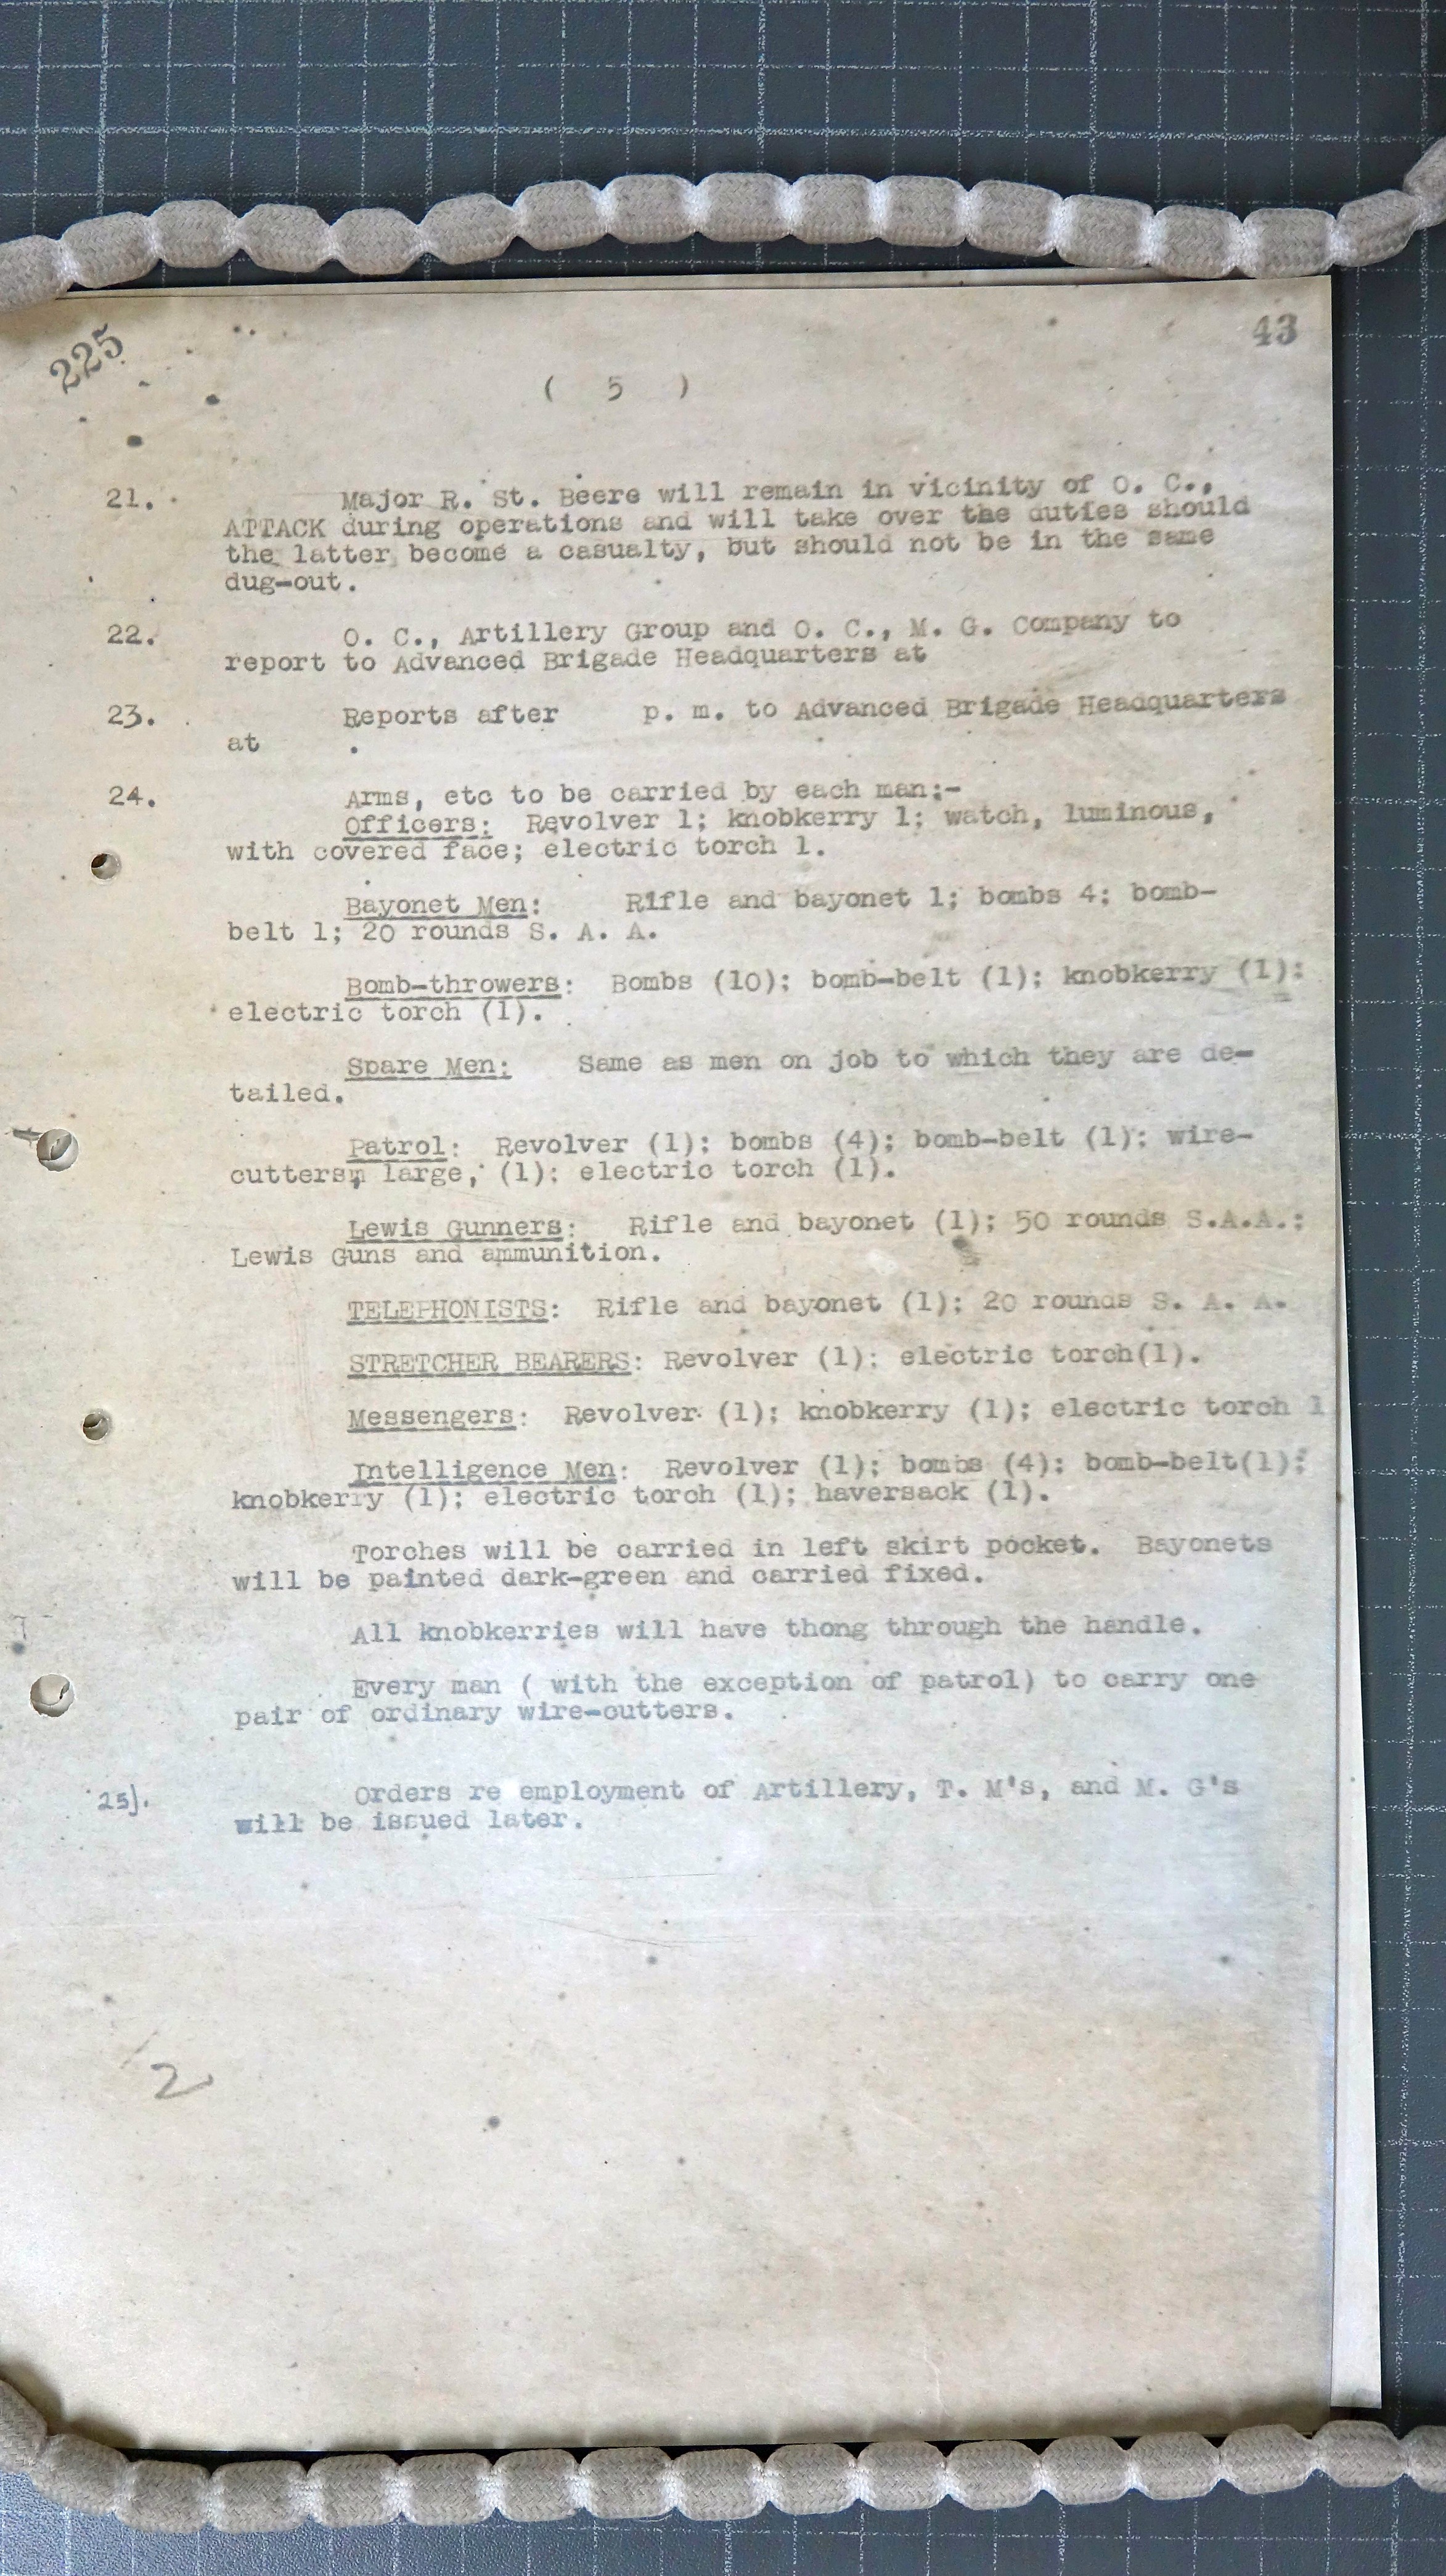 225
43
( 5 )
21. Major R. St. Beere will remain in vicinity of O. C.,
ATTACK during operations and will take over the duties should
the latter become a casualty, but should not be in the same
dug-out.
22. O. C., Artillery Group and O. C., M. G. Company to
report to Advanced Brigade Headquarters at
23. Reports after p. m. to Advanced Brigade Headquarters
at .
24. Arms, etc to be carried by each man:-
Officers: Revolver 1; knobkerry 1; watch, luminous,
with covered face; electric torch 1.
Bayonet Men: Rifle and bayonet 1; bombs 4; bomb-
belt 1; 20 rounds S. A. A.
Bomb-throwers: Bombs (10); bomb-belt (1); knobkerry (1):
electric torch (1).
Spare Men: Same as men on job to which they are de-
tailed.
Patrol: Revolver (1); bombs (4); bomb-belt (1): wire-
cutters, large, (1): electric torch (1).
Lewis Gunners: Rifle and bayonet (1); 50 rounds S.A.A.:
Lewis Guns and ammunition.
TELEPHONISTS: Rifle and bayonet (1); 20 rounds S. A. A.
STRETCHER BEARERS: Revolver (1): electric torch(1).
Messengers: Revolver (1); knobkerry (1); electric torch 1
Intelligence Men: Revolver (1); bombs (4): bomb-belt(1);
knobkerry (1); electric torch (1); haversack (1).
Torches will be carried in left skirt pocket. Bayonets
will be painted dark-green and carried fixed.
All knobkerries will have thong through the handle.
Every man ( with the exception of patrol) to carry one
pair of ordinary wire-cutters.
25). Orders re employment of Artillery, T. M's, and M. G's
will be issued later.
2